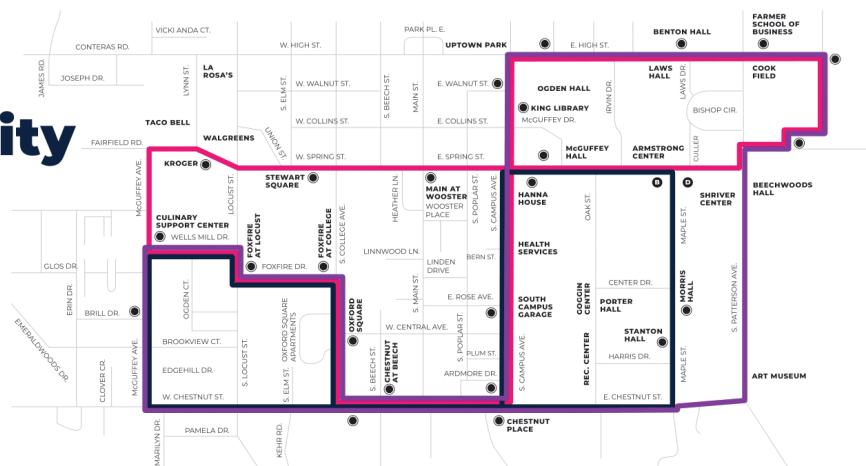 ity
VICKI ANDA CT.
CONTERAS RD.
JAMES RD.
JOSEPH DR.
LYNN ST.
LA
ROSA'S
TACO BELL
WALGREENS
FAIRFIELD RD.
KROGER
McGUFFEY AVE.
LOCUST ST.
UNION ST.
CULINARY
SUPPORT CENTER
WELLS MILL DR.
W. HIGH ST.
PARK PL. E.
UPTOWN PARK
E. HIGH ST.
BENTON HALL
FARMER
SCHOOL OF
BUSINESS
S. ELM ST.
W. WALNUT ST.
S. BEECH ST.
MAIN ST.
E. WALNUT ST.
W. COLLINS ST.
E. COLLINS ST.
W. SPRING ST.
E. SPRING ST.
OGDEN HALL
KING LIBRARY
McGUFFEY DR.
IRVIN DR.
LAWS
HALL
LAWS DR.
COOK
FIELD
BISHOP CIR.
McGUFFEY
HALL
ARMSTRONG
CENTER
CULLER
STEWART
SQUARE
FOXFIRE
AT LOCUST
FOXFIRE
AT COLLEGE
S. COLLEGE AVE.
HEATHER LN.
MAIN AT
WOOSTER
WOOSTER
PLACE
S. POPLAR ST.
S. CAMPUS AVE.
HANNA
HOUSE
OAK ST.
B
D
SHRIVER
CENTER
BEECHWOODS
HALL
MAPLE ST.
HEALTH
SERVICES
LINNWOOD LN.
LINDEN
DRIVE
BERN ST.
FOXFIRE DR.
GLOS DR.
ERIN DR.
BRILL DR.
EMERALDWOODS DR.
CLOVER CR.
McGUFFEY AVE.
OGDEN CT.
BROOKVIEW CT.
EDGEHILL DR.
W. CHESTNUT ST.
S. LOCUST ST.
S. ELM ST.
OXFORD SQUARE
APARTMENTS
OXFORD
SQUARE
S. MAIN ST.
E. ROSE AVE.
W. CENTRAL AVE.
S. BEECH ST.
CHESTNUT
AT BEECH
S. POPLAR ST.
PLUM ST.
ARDMORE DR.
SOUTH
CAMPUS
GARAGE
S. CAMPUS AVE.
GOGGIN
CENTER
REC. CENTER
CENTER DR.
PORTER
HALL
STANTON
HALL
HARRIS DR.
E. CHESTNUT ST.
MORRIS
HALL
MAPLE ST.
S. PATTERSON AVE.
ART MUSEUM
CHESTNUT
PLACE
MARILYN DR.
PAMELA DR.
KEHR RD.